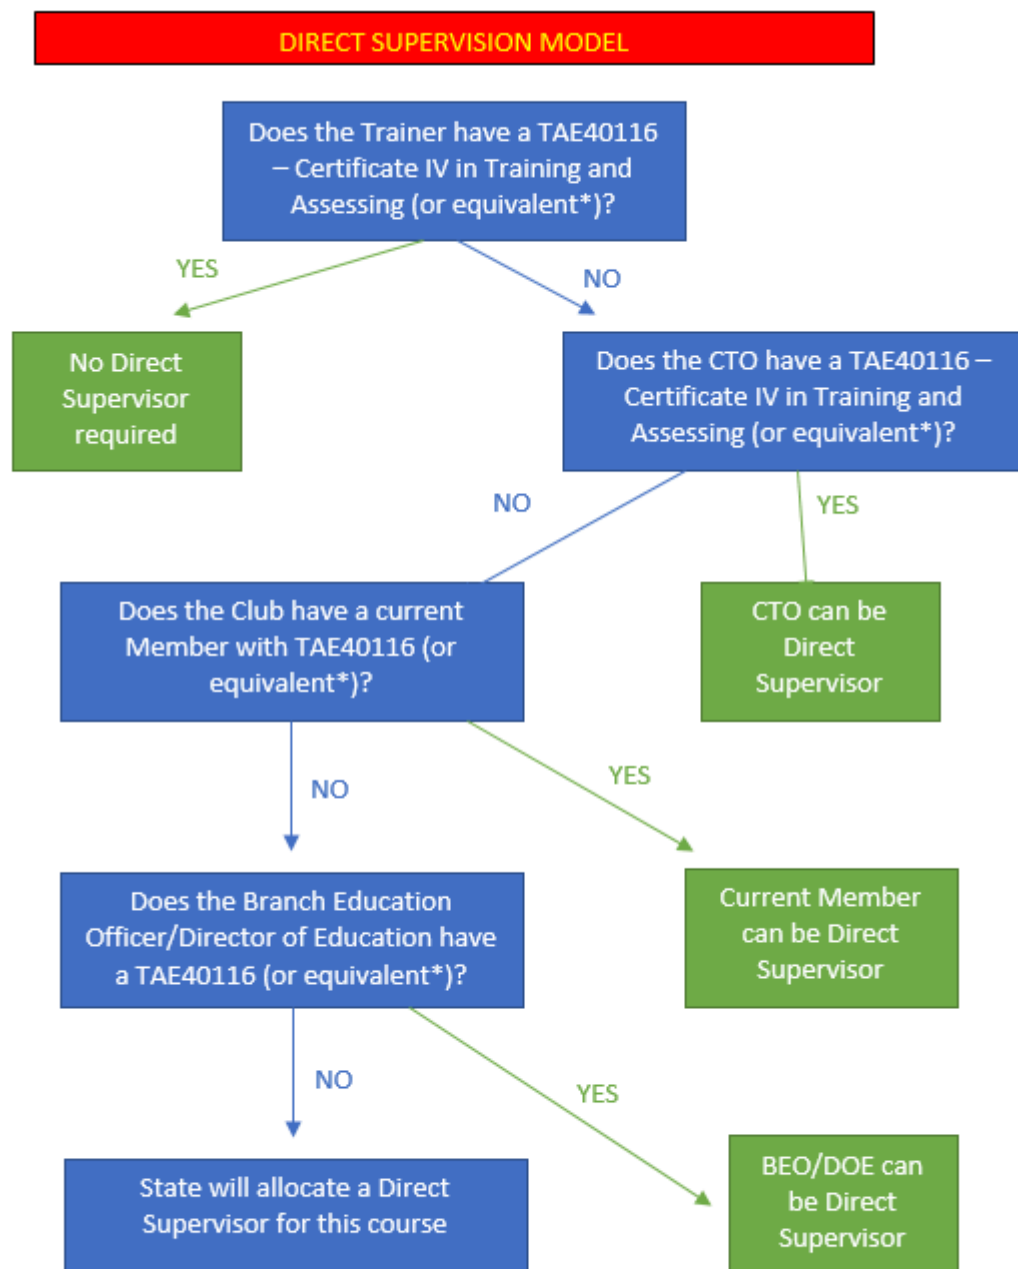 DIRECT SUPERVISION MODEL
Does the Trainer have a TAE40116
– Certificate IV in Training and
Assessing (or equivalent*)?
YES
NO
No Direct
Supervisor
required
Does the CTO have a TAE40116 –
Certificate IV in Training and
Assessing (or equivalent*)?
NO
YES
Does the Club have a current
Member with TAE40116 (or
equivalent*)?
CTO can be
Direct
Supervisor
NO
YES
Does the Branch Education
Officer/Director of Education have
a TAE40116 (or equivalent*)?
Current Member
can be Direct
Supervisor
NO
YES
State will allocate a Direct
Supervisor for this course
BEO/DOE can
be Direct
Supervisor